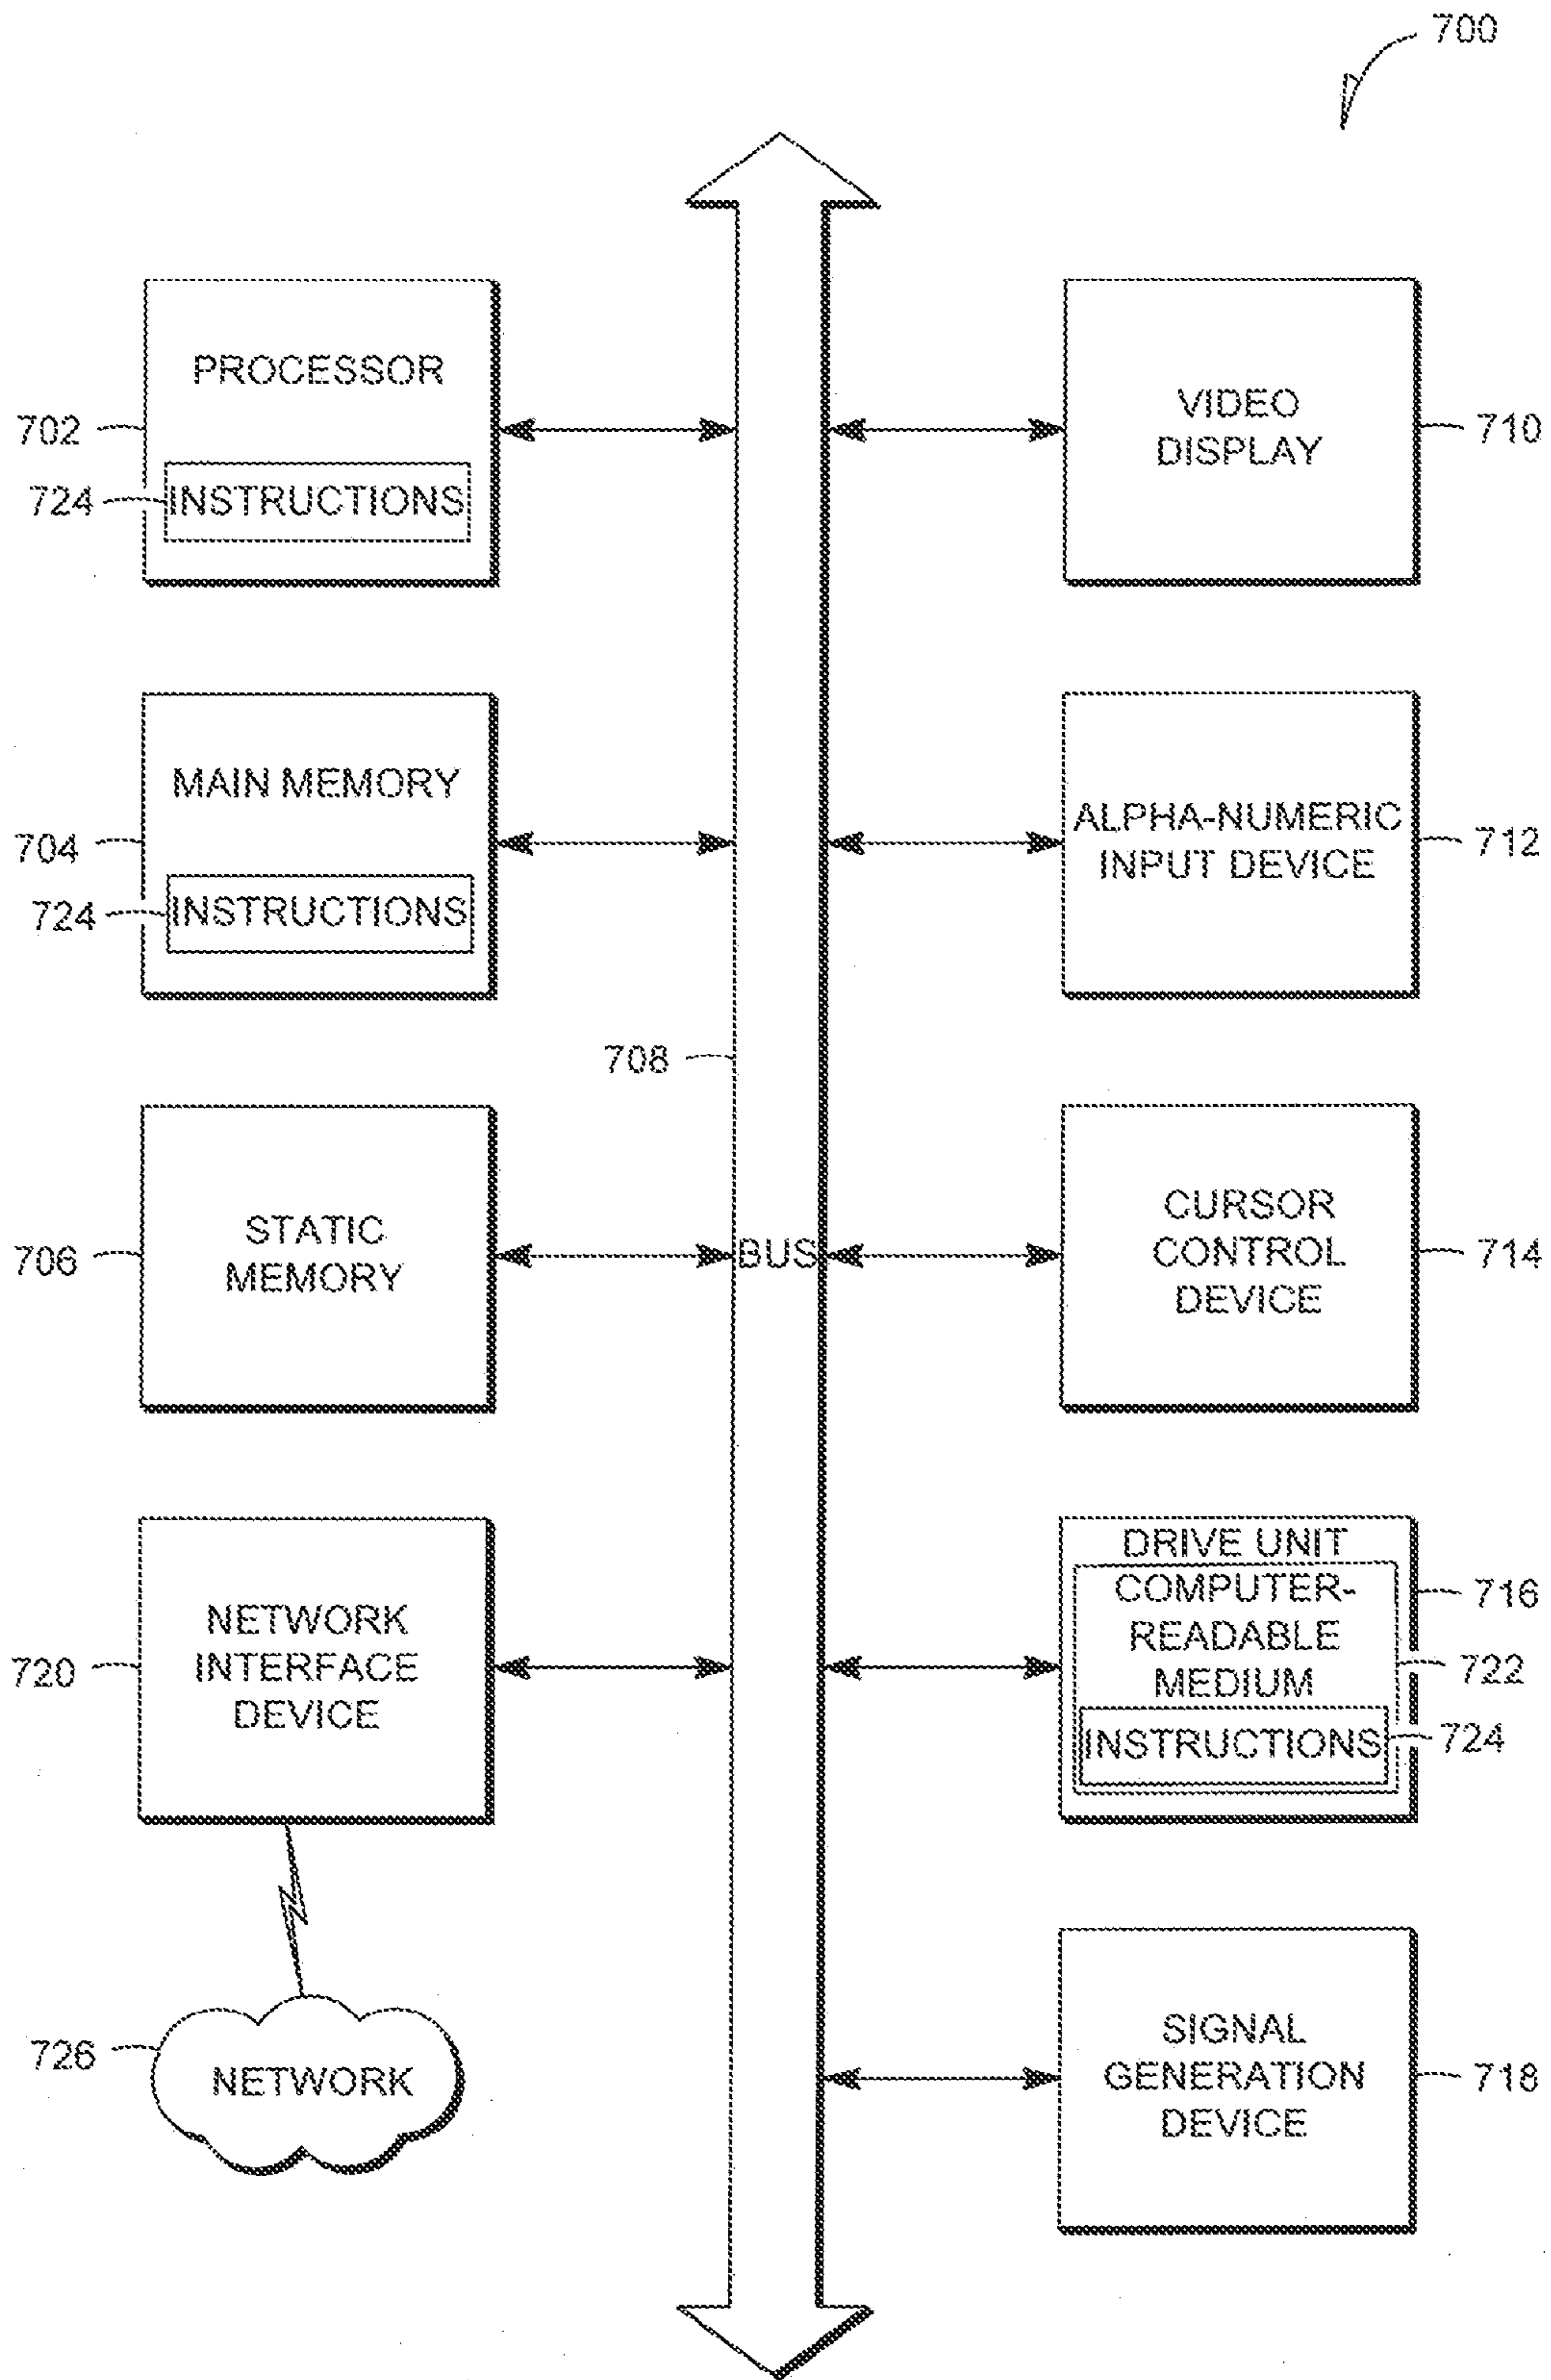 700
PROCESSOR
702
724
INSTRUCTIONS
VIDEO
DISPLAY
710
MAIN MEMORY
704
724
INSTRUCTIONS
ALPHA-NUMERIC
INPUT DEVICE
712
708
STATIC
MEMORY
706
BUS
CURSOR
CONTROL
DEVICE
714
NETWORK
INTERFACE
DEVICE
720
DRIVE UNIT
COMPUTER-
READABLE
MEDIUM
INSTRUCTIONS
716
722
724
NETWORK
726
SIGNAL
GENERATION
DEVICE
718